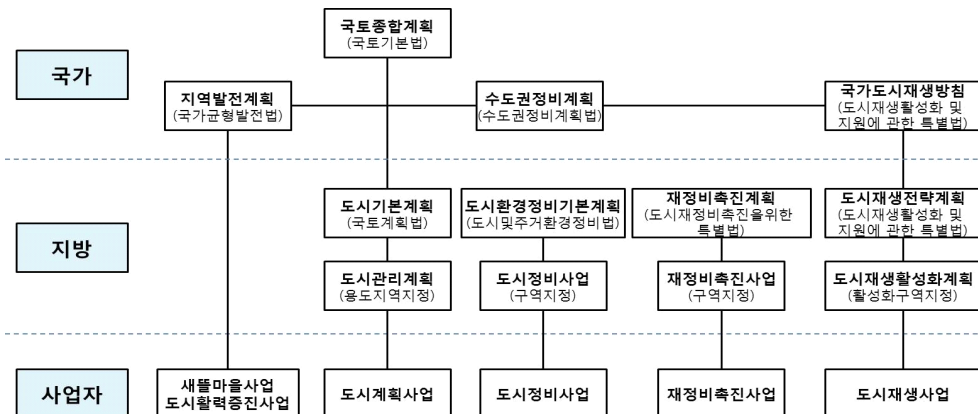 국토종합계획
(국토기본법)
국가
지역발전계획
(국가균형발전법)
수도권정비계획
(수도권정비계획법)
국가도시재생방침
(도시재생활성화 및
지원에 관한 특별법)
지방
도시기본계획
(국토계획법)
도시환경정비기본계획
(도시및주거환경정비법)
재정비촉진계획
(도시재정비촉진을위한
특별법)
도시재생전략계획
(도시재생활성화 및
지원에 관한 특별법)
도시관리계획
(용도지역지정)
도시정비사업
(구역지정)
재정비촉진사업
(구역지정)
도시재생활성화계획
(활성화구역지정)
사업자
새뜰마을사업
도시활력증진사업
도시계획사업
도시정비사업
재정비촉진사업
도시재생사업